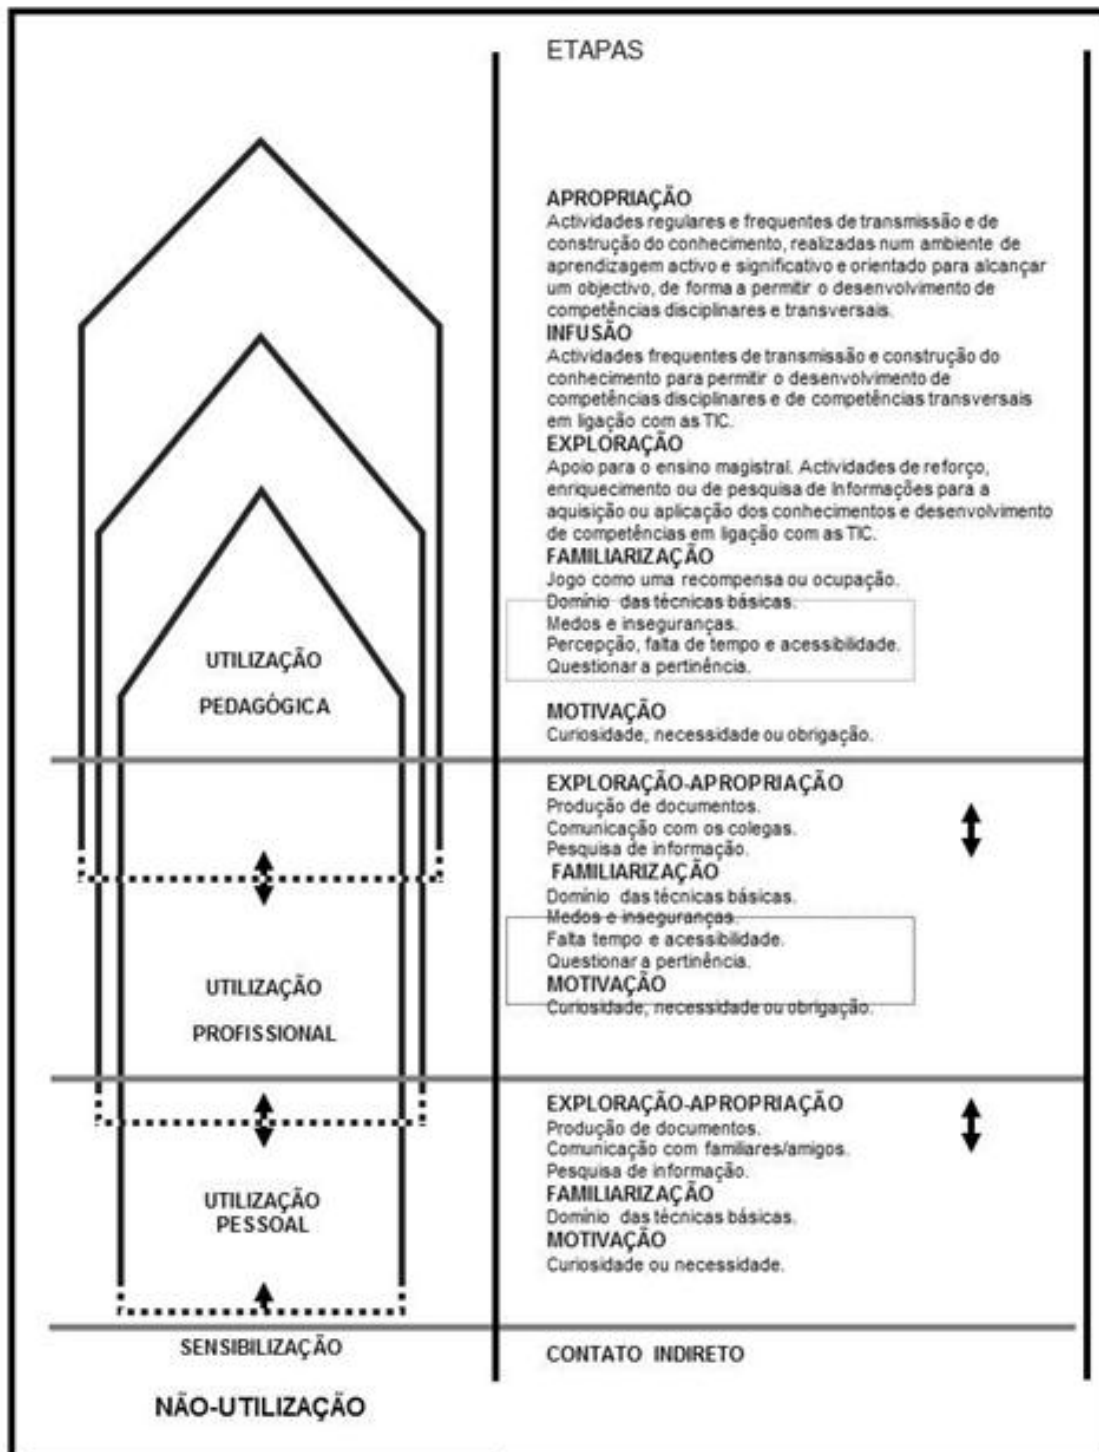 ETAPAS
APROPRIAÇÃO
Actividades regulares e frequentes de transmissão e de
construção do conhecimento, realizadas num ambiente de
aprendizagem activo e significativo e orientado para alcançar
um objectivo, de forma a permitir o desenvolvimento de
competências disciplinares e transversais.
INFUSÃO
Actividades frequentes de transmissão e construção do
conhecimento para permitir o desenvolvimento de
competências disciplinares e de competências transversais
em ligação com as TIC.
EXPLORAÇÃO
Apoio para o ensino magistral. Actividades de reforço,
enriquecimento ou de pesquisa de Informações para a
aquisição ou aplicação dos conhecimentos e desenvolvimento
de competências em ligação com as TIC.
FAMILIARIZAÇÃO
Jogo como uma recompensa ou ocupação.
Domínio das técnicas básicas.
Medos e inseguranças.
Percepção, falta de tempo e acessibilidade.
Questionar a pertinência.
MOTIVAÇÃO
Curiosidade, necessidade ou obrigação.
UTILIZAÇÃO
PEDAGÓGICA
EXPLORAÇÃO-APROPRIAÇÃO
Produção de documentos.
Comunicação com os colegas.
Pesquisa de informação.
FAMILIARIZAÇÃO
Domínio das técnicas básicas.
Medos e inseguranças.
Falta tempo e acessibilidade.
Questionar a pertinência.
MOTIVAÇÃO
Curiosidade, necessidade ou obrigação.
UTILIZAÇÃO
PROFISSIONAL
EXPLORAÇÃO-APROPRIAÇÃO
Produção de documentos.
Comunicação com familiares/amigos.
Pesquisa de informação.
FAMILIARIZAÇÃO
Domínio das técnicas básicas.
MOTIVAÇÃO
Curiosidade ou necessidade.
UTILIZAÇÃO
PESSOAL
SENSIBILIZAÇÃO
CONTATO INDIRETO
NÃO-UTILIZAÇÃO